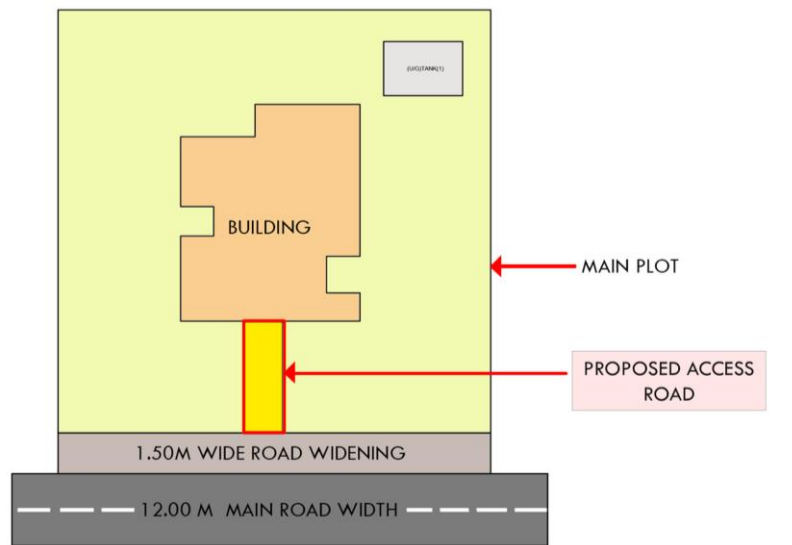 (U/G)TANK(1)
BUILDING
MAIN PLOT
PROPOSED ACCESS
ROAD
1.50M WIDE ROAD WIDENING
12.00 M MAIN ROAD WIDTH